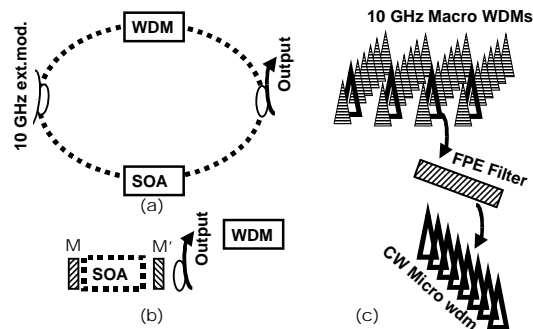 WDM
10 GHz ext.mod.
Output
SOA
(a)
M
M'
SOA
Output
WDM
(b)
10 GHz Macro WDMs
FPE Filter
CW Micro wdm
(c)